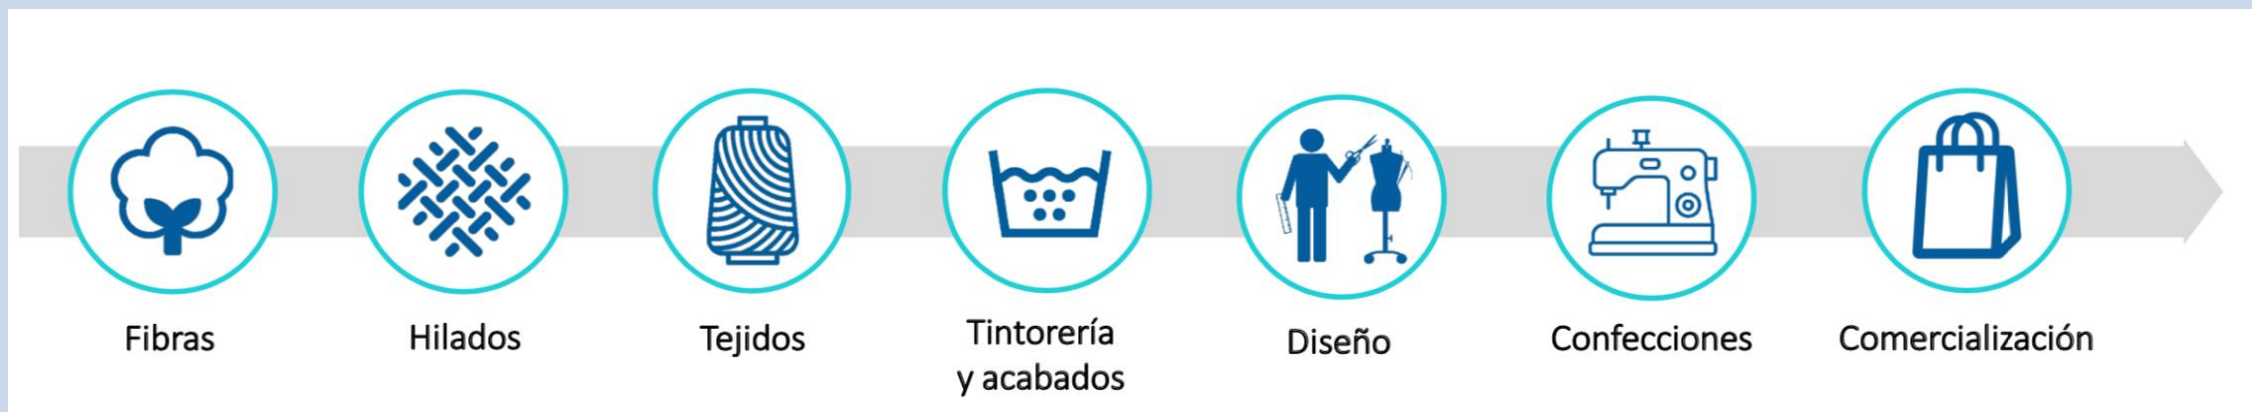 Fibras
Hilados
Tejidos
Tintorería
y acabados
Diseño
Confecciones
Comercialización